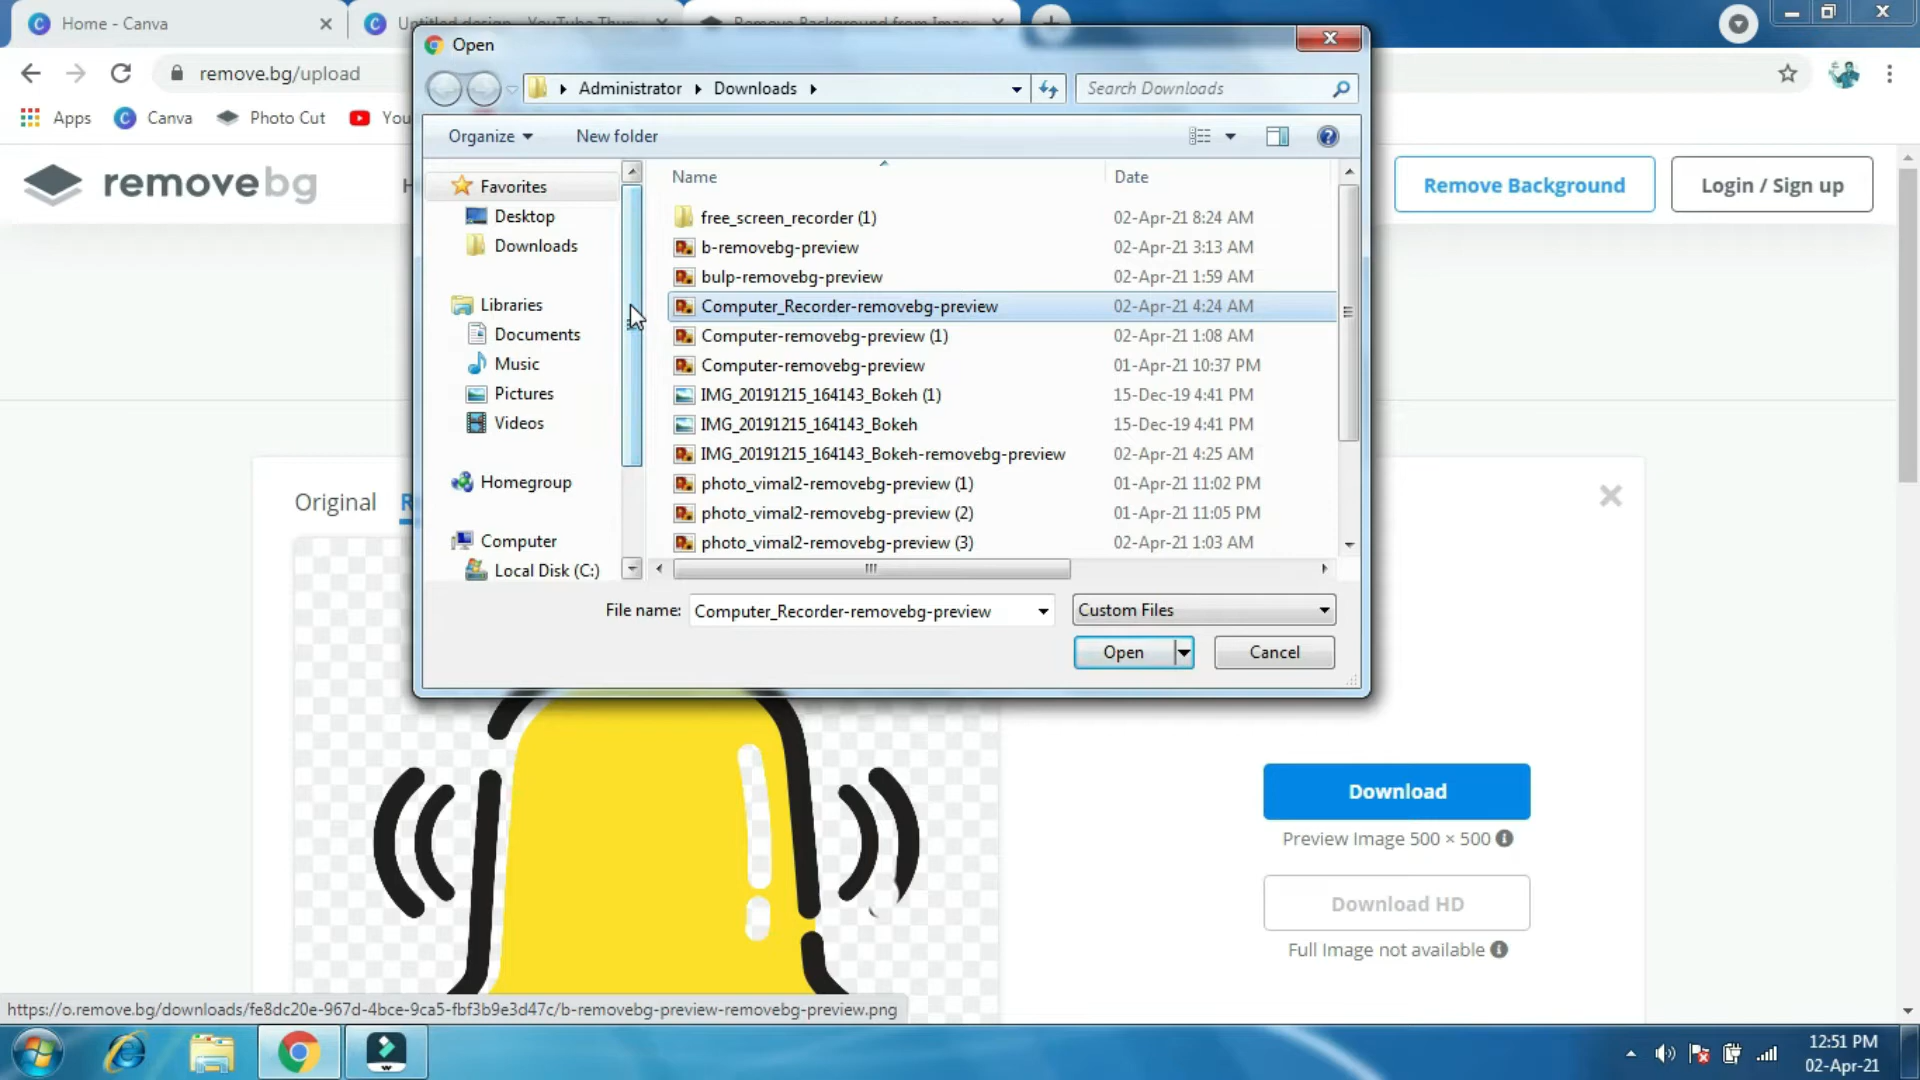 Home - Canva
Untitled design - YouTube Thu
Remove Background from Imag
remove.bg/upload
Apps
Canva
Photo Cut
You
removebg
H
Remove Background
Login / Sign up
Open
Administrator
Downloads
Search Downloads
Organize
New folder
Favorites
Desktop
Downloads
Libraries
Documents
Music
Pictures
Videos
Homegroup
Computer
Local Disk (C:)
Name Date
free_screen_recorder (1) 02-Apr-21 8:24 AM
b-removebg-preview 02-Apr-21 3:13 AM
bulp-removebg-preview 02-Apr-21 1:59 AM
Computer_Recorder-removebg-preview 02-Apr-21 4:24 AM
Computer-removebg-preview (1) 02-Apr-21 1:08 AM
Computer-removebg-preview 01-Apr-21 10:37 PM
IMG_20191215_164143_Bokeh (1) 15-Dec-19 4:41 PM
IMG_20191215_164143_Bokeh 15-Dec-19 4:41 PM
IMG_20191215_164143_Bokeh-removebg-preview 02-Apr-21 4:25 AM
photo_vimal2-removebg-preview (1) 01-Apr-21 11:02 PM
photo_vimal2-removebg-preview (2) 01-Apr-21 11:05 PM
photo_vimal2-removebg-preview (3) 02-Apr-21 1:03 AM
File name: Computer_Recorder-removebg-preview
Custom Files
Open
Cancel
Original
R
Download
Preview Image 500 × 500
Download HD
Full Image not available
https://o.remove.bg/downloads/fe8dc20e-967d-4bce-9ca5-fbf3b9e3d47c/b-removebg-preview-removebg-preview.png
12:51 PM
02-Apr-21